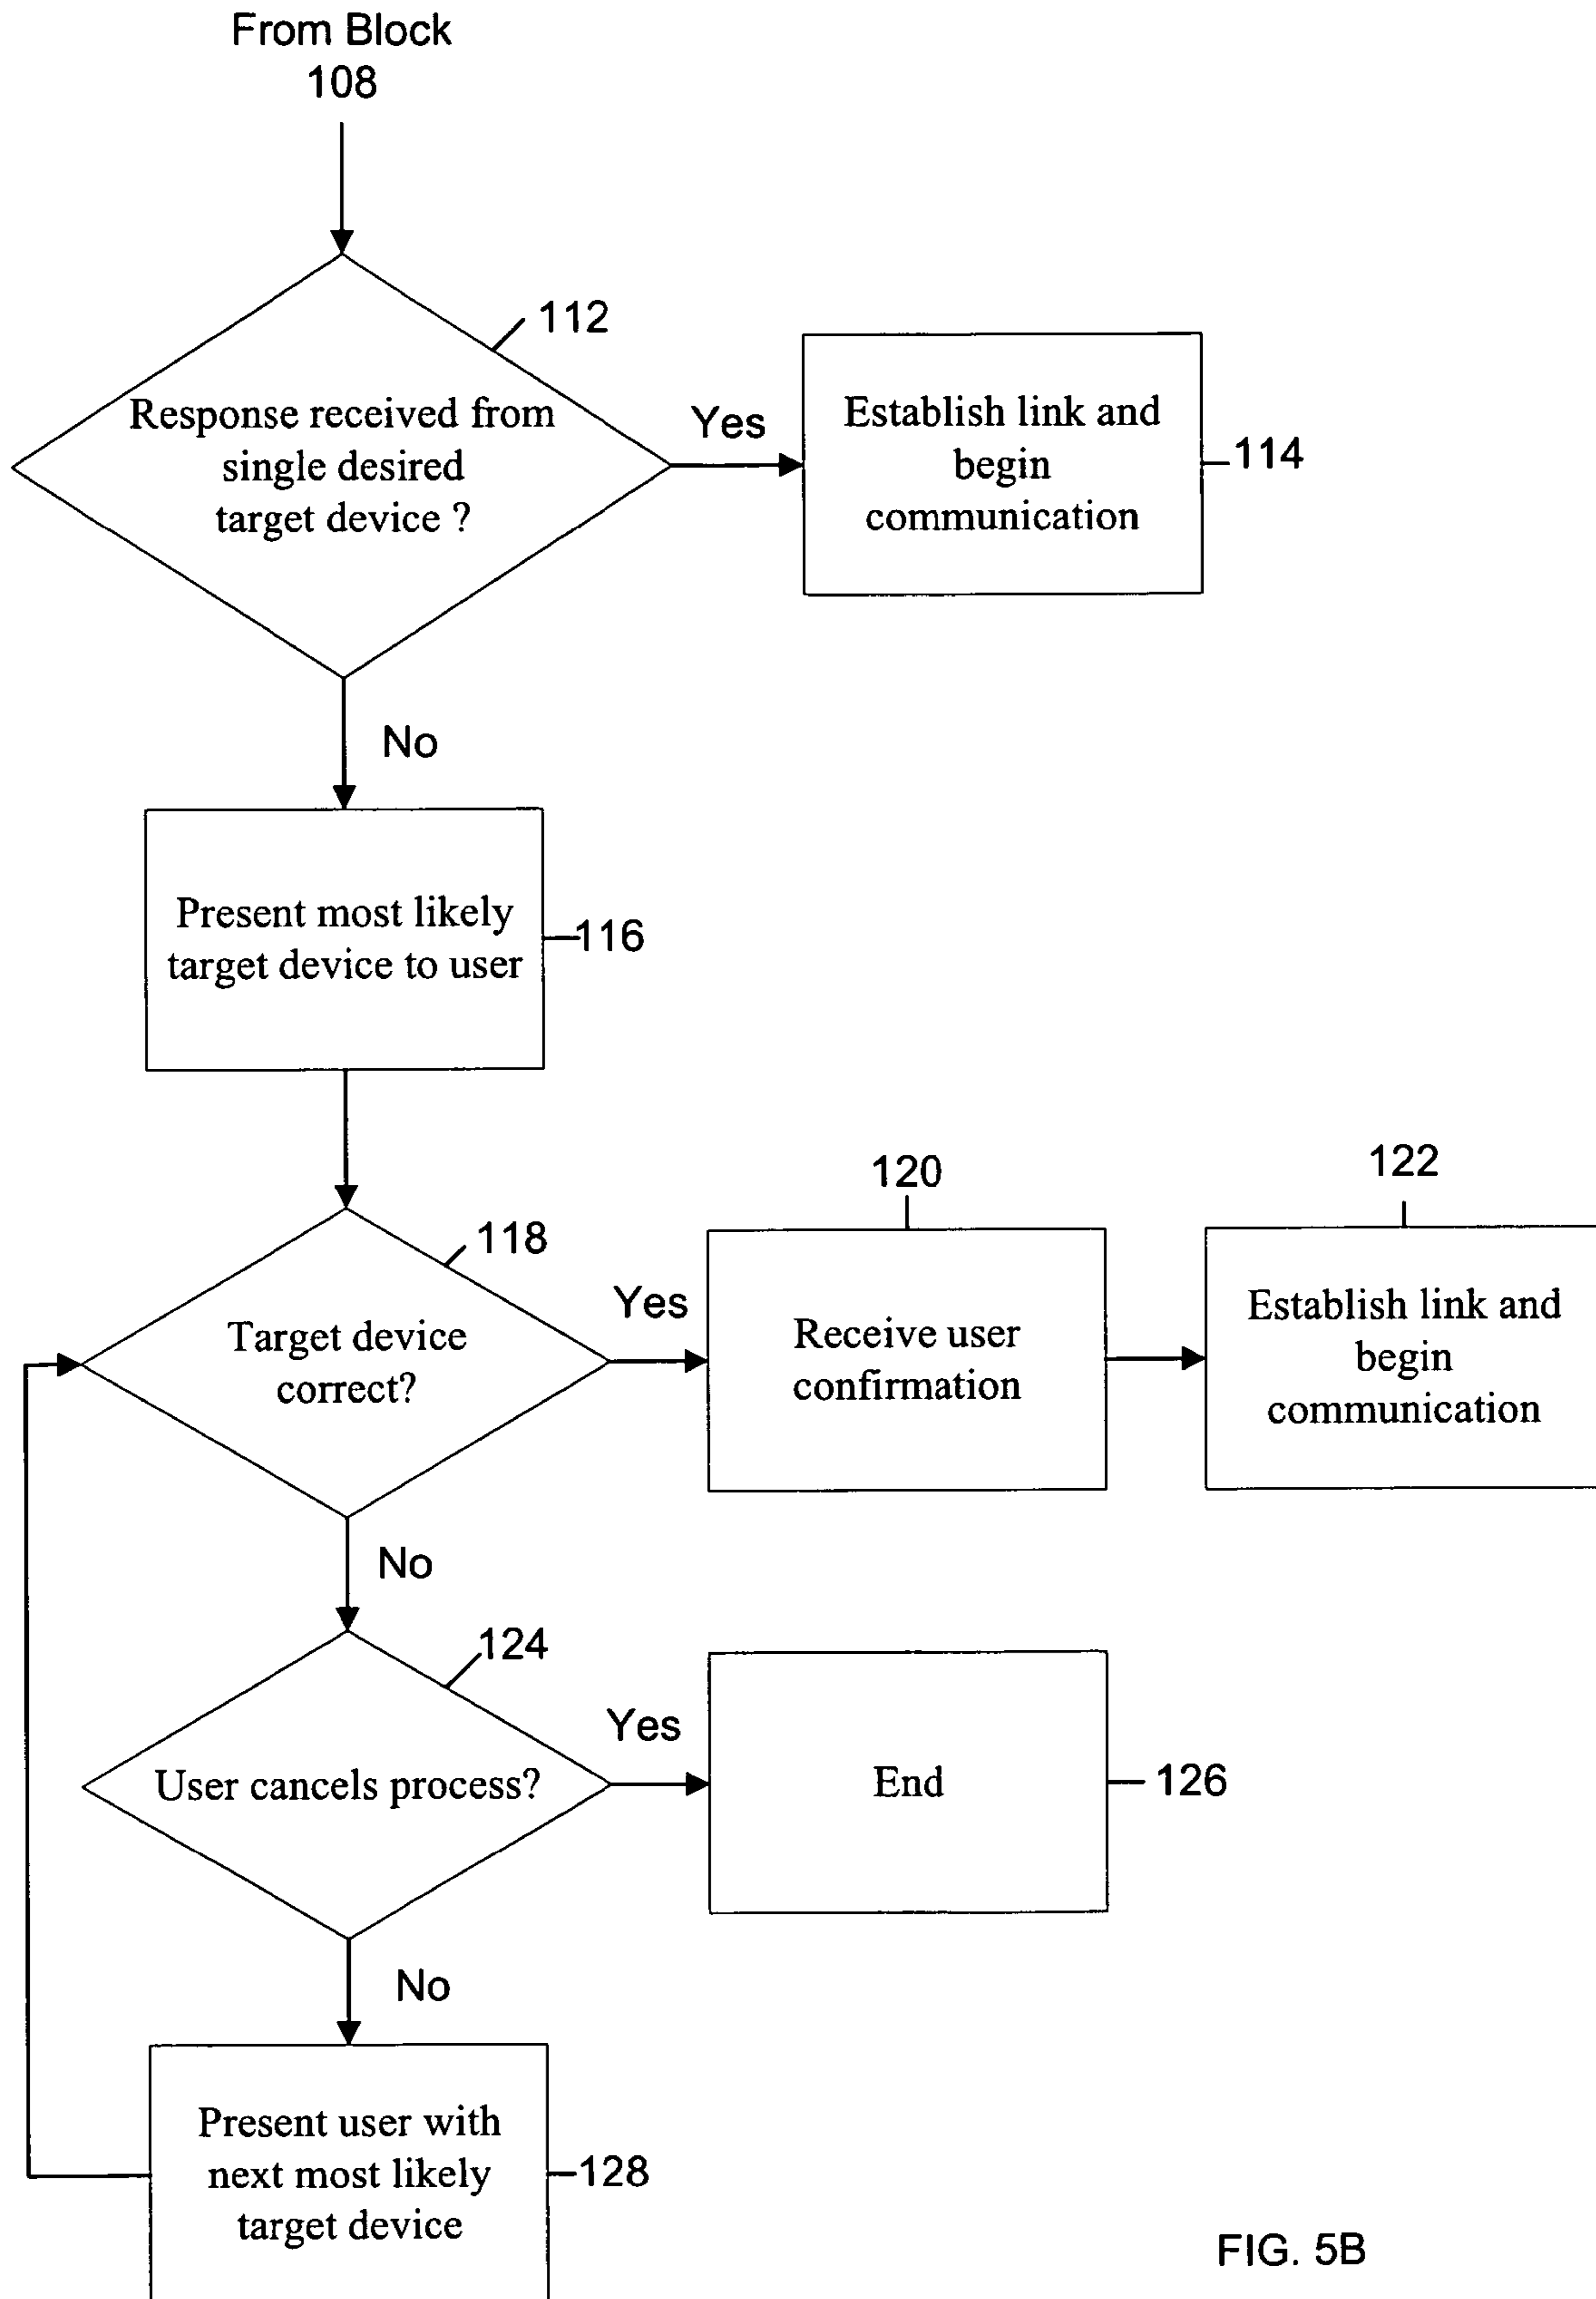 From Block
108
112
Response received from
single desired
target device ?
Yes
Establish link and
begin
communication
114
No
Present most likely
target device to user
116
118
Target device
correct?
Yes
120
Receive user
confirmation
122
Establish link and
begin
communication
No
124
User cancels process?
Yes
End
126
No
Present user with
next most likely
target device
128
FIG. 5B